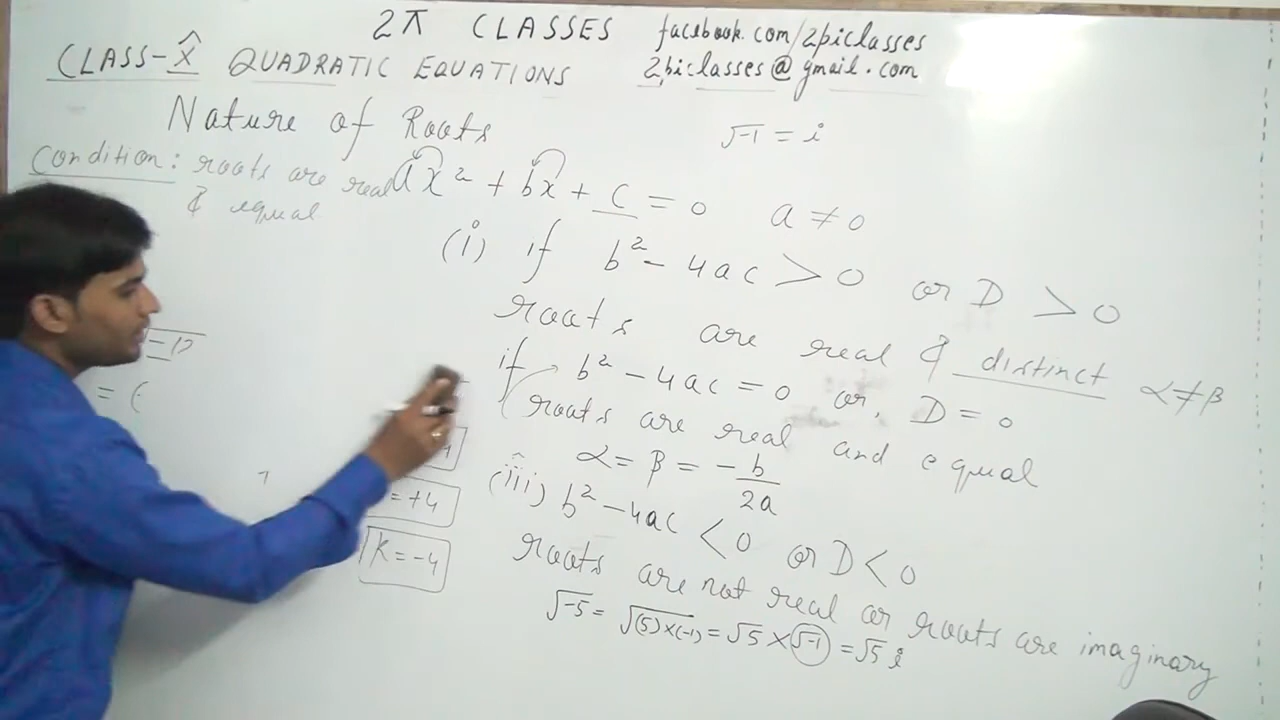 2π CLASSES facebook.com/2piclasses
CLASS-X QUADRATIC EQUATIONS 2piclasses@gmail.com
Nature of Roots √-1 = i
Condition: roots are real
& equal
ax² + bx + c = 0 a ≠ 0
(i) if b² - 4ac > 0 or D > 0
roots are real & distinct α≠β
if b² - 4ac = 0 or, D = 0
roots are real and equal
α = β = -b/2a
(iii) b² - 4ac < 0 or D < 0
roots are not real or roots are imaginary
√-5 = √(5)×(-1) = √5 × √-1 = √5 i
= D
= (
= +4
K = -4